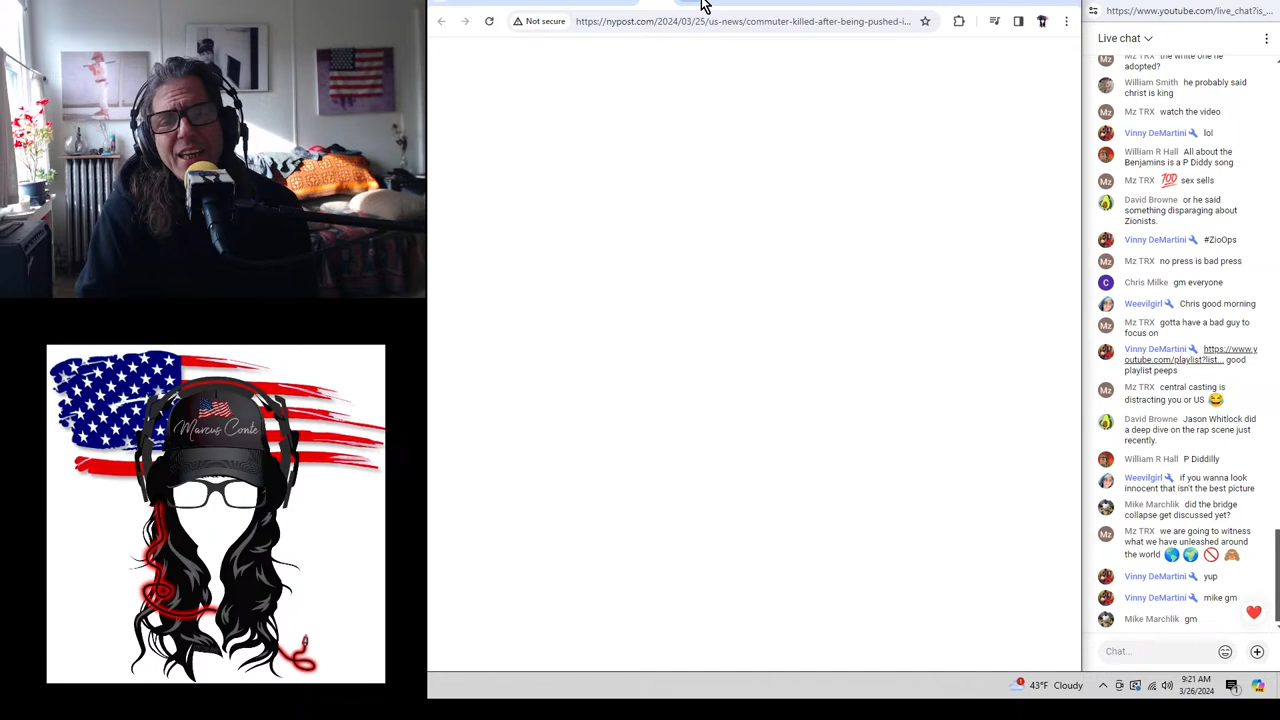 Not secure
https://nypost.com/2024/03/25/us-news/commuter-killed-after-being-pushed-i...
https://www.youtube.com/live_chat?is_...
Live chat
Mz TRX the white one he
adopted?
William Smith he probably said
christ is king
Mz TRX watch the video
Vinny DeMartini lol
William R Hall All about the
Benjamins is a P Diddy song
Mz TRX 💯 sex sells
David Browne or he said
something disparaging about
Zionists.
Vinny DeMartini #ZioOps
Mz TRX no press is bad press
Chris Milke gm everyone
Weevilgirl Chris good morning
Mz TRX gotta have a bad guy to
focus on
Vinny DeMartini https://www.y
outube.com/playlist?list... good
playlist peeps
Mz TRX central casting is
distracting you or US 😂
David Browne Jason Whitlock did
a deep dive on the rap scene just
recently.
William R Hall P Diddilly
Weevilgirl if you wanna look
innocent that isn't the best picture
Mike Marchlik did the bridge
collapse get discussed yet?
Mz TRX we are going to witness
what we have unleashed around
the world 🌎 🌍 🚫 🙈
Vinny DeMartini yup
Vinny DeMartini mike gm
Mike Marchlik gm
Chat...
Marcus Conte
43°F Cloudy
9:21 AM
3/26/2024